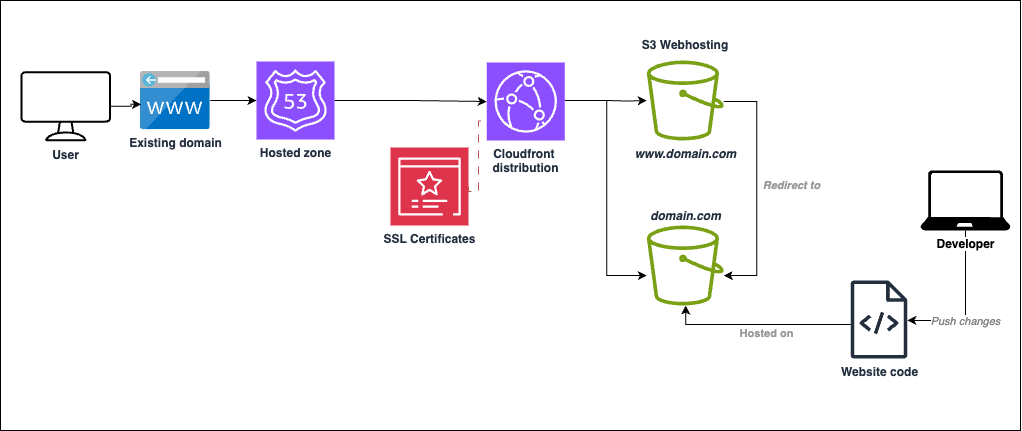 S3 Webhosting
WWW
53
User
Existing domain
Hosted zone
Cloudfront
distribution
www.domain.com
Redirect to
SSL Certificates
domain.com
Developer
Push changes
</>
Hosted on
Website code